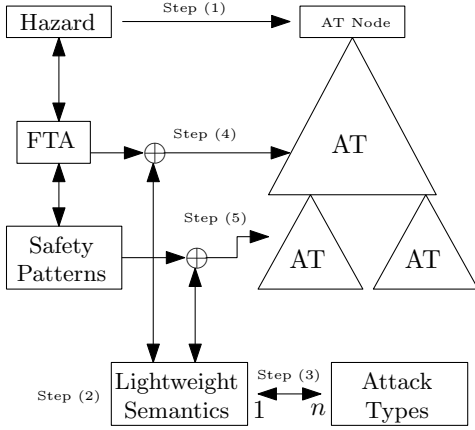 Hazard
Step (1)
AT Node
FTA
Step (4)
AT
Safety
Patterns
Step (5)
AT
AT
Step (2)
Lightweight
Semantics
1
Step (3)
n
Attack
Types